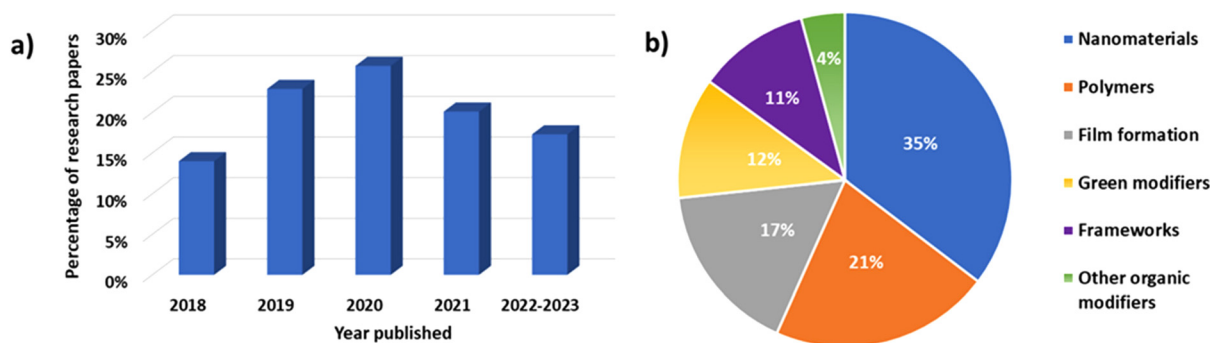 a)
Percentage of research papers
30%
25%
20%
15%
10%
5%
0%
2018
2019
2020
2021
2022-2023
Year published
b)
35%
21%
17%
12%
11%
4%
Nanomaterials
Polymers
Film formation
Green modifiers
Frameworks
Other organic
modifiers